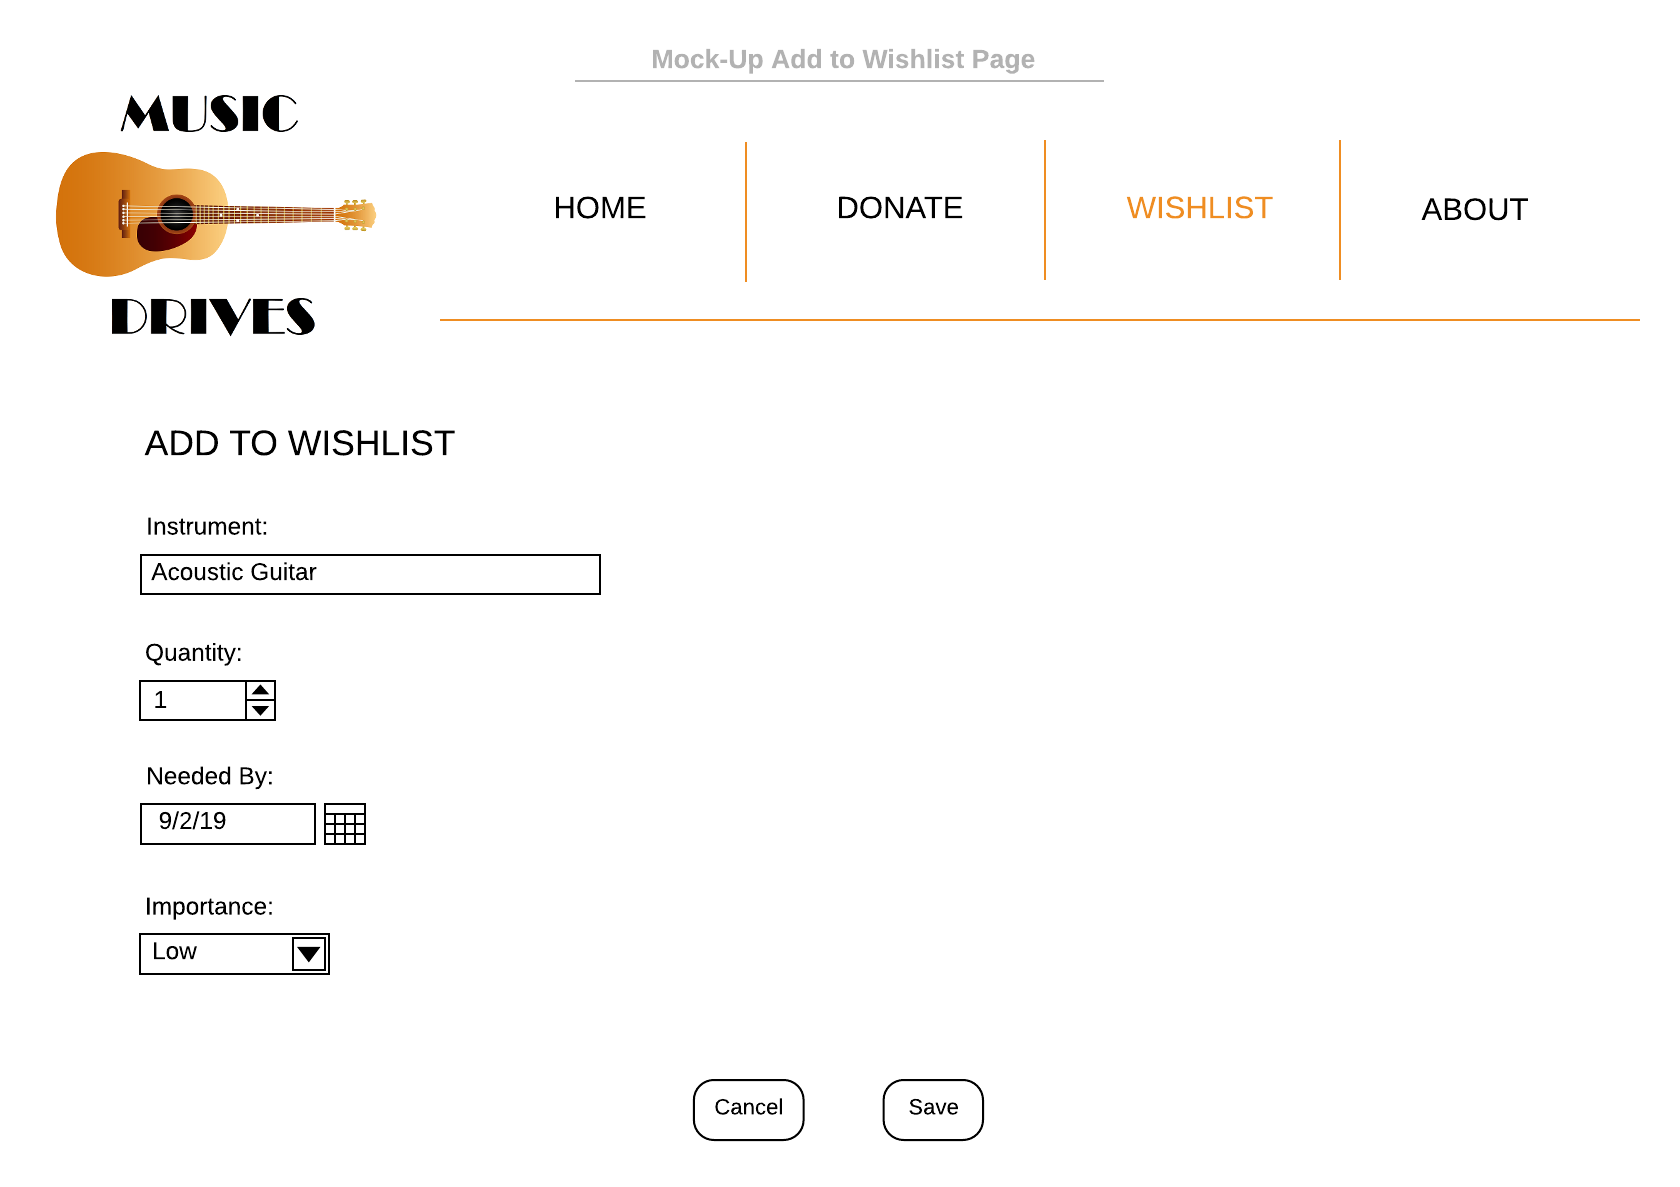 Mock-Up Add to Wishlist Page
MUSIC
DRIVES
HOME
DONATE
WISHLIST
ABOUT
ADD TO WISHLIST
Instrument:
Acoustic Guitar
Quantity:
1
Needed By:
9/2/19
Importance:
Low
Cancel
Save